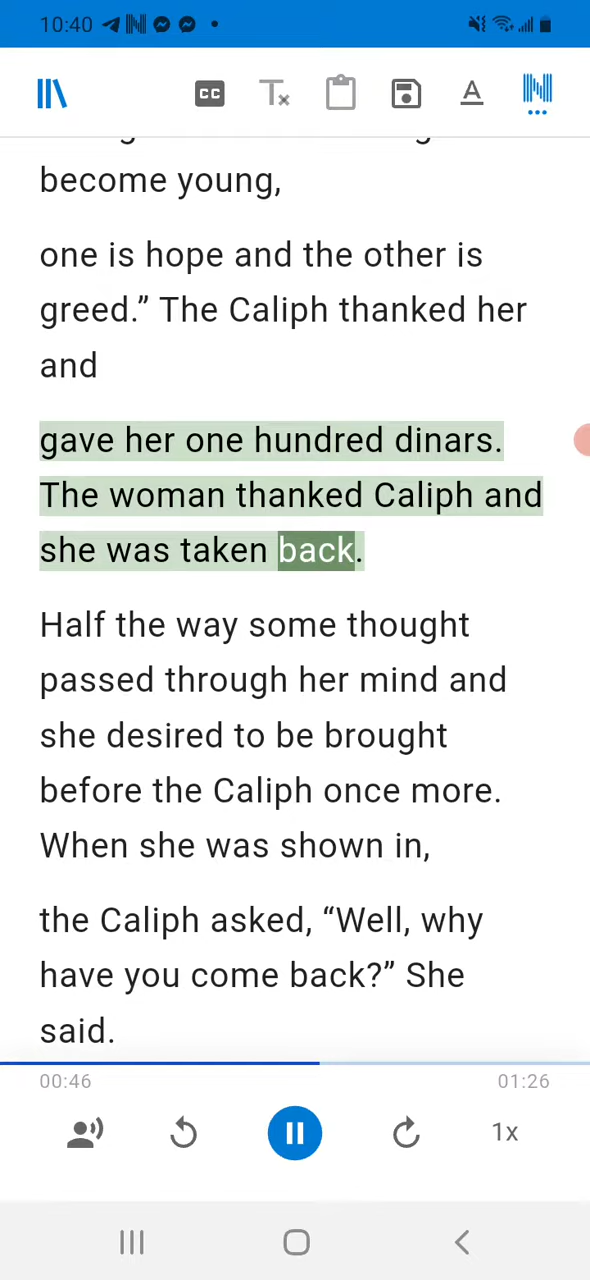 10:40
CC
become young,
one is hope and the other is
greed.” The Caliph thanked her
and
gave her one hundred dinars.
The woman thanked Caliph and
she was taken back.
Half the way some thought
passed through her mind and
she desired to be brought
before the Caliph once more.
When she was shown in,
the Caliph asked, “Well, why
have you come back?” She
said.
00:46
01:26
1x